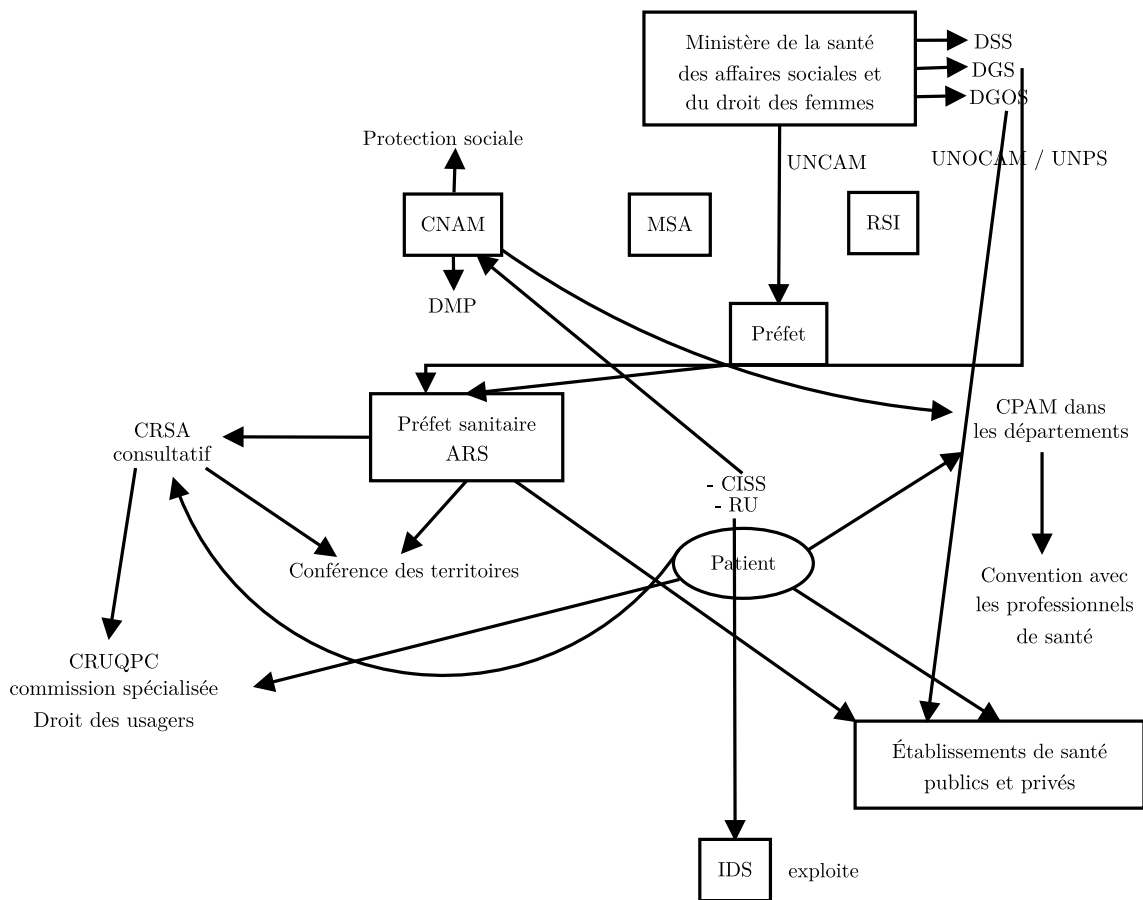 Ministère de la santé
des affaires sociales et
du droit des femmes
DSS
DGS
DGOS
Protection sociale
UNCAM
UNOCAM / UNPS
CNAM
MSA
RSI
DMP
Préfet
CPAM dans
les départements
Préfet sanitaire
ARS
CRSA
consultatif
- CISS
- RU
Patient
Conférence des territoires
Convention avec
les professionnels
de santé
CRUQPC
commission spécialisée
Droit des usagers
Établissements de santé
publics et privés
IDS
exploite